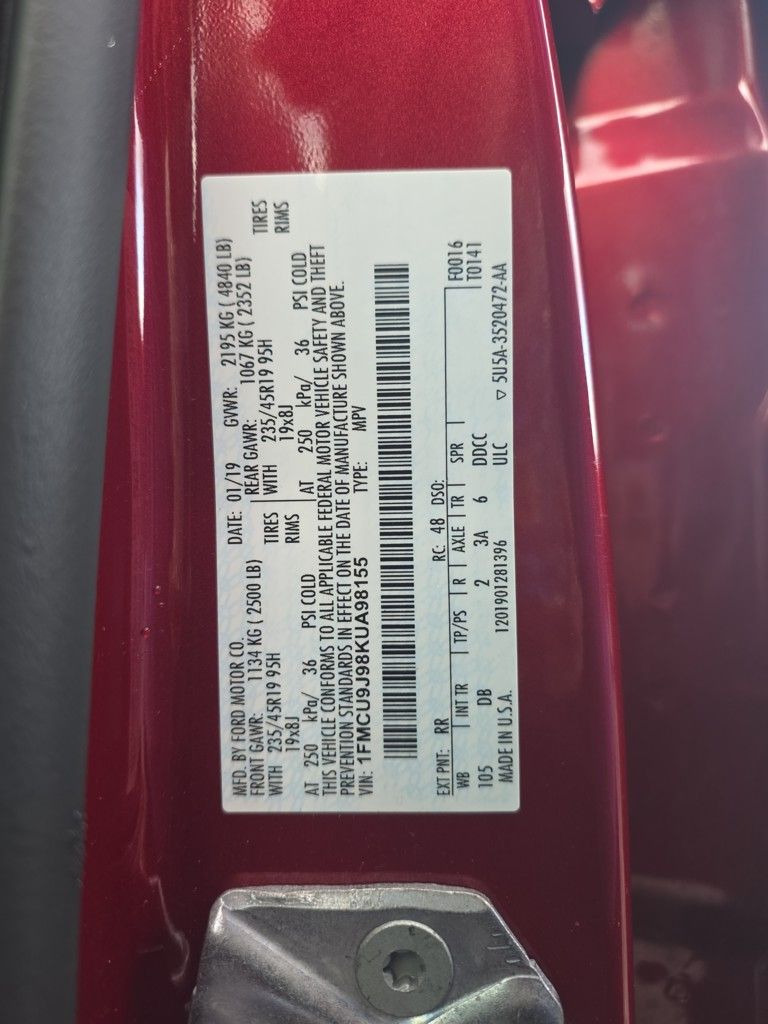 MFD. BY FORD MOTOR CO. DATE: 01/19 GVWR: 2195 KG ( 4840 LB)
FRONT GAWR: 1134 KG ( 2500 LB) REAR GAWR: 1067 KG ( 2352 LB)
WITH 235/45R19 95H TIRES WITH 235/45R19 95H TIRES
19x8J RIMS 19x8J RIMS
AT 250 kPa/ 36 PSI COLD AT 250 kPa/ 36 PSI COLD
THIS VEHICLE CONFORMS TO ALL APPLICABLE FEDERAL MOTOR VEHICLE SAFETY AND THEFT
PREVENTION STANDARDS IN EFFECT ON THE DATE OF MANUFACTURE SHOWN ABOVE.
VIN: 1FMCU9J98KUA98155 TYPE: MPV
EXT PNT: RR RC: 48 DSO: F0016
WB INT TR TP/PS R AXLE TR SPR T0141
105 DB 2 3A 6 DDCC
MADE IN U.S.A. 1201901281396 ULC ▽ 5U5A-3520472-AA